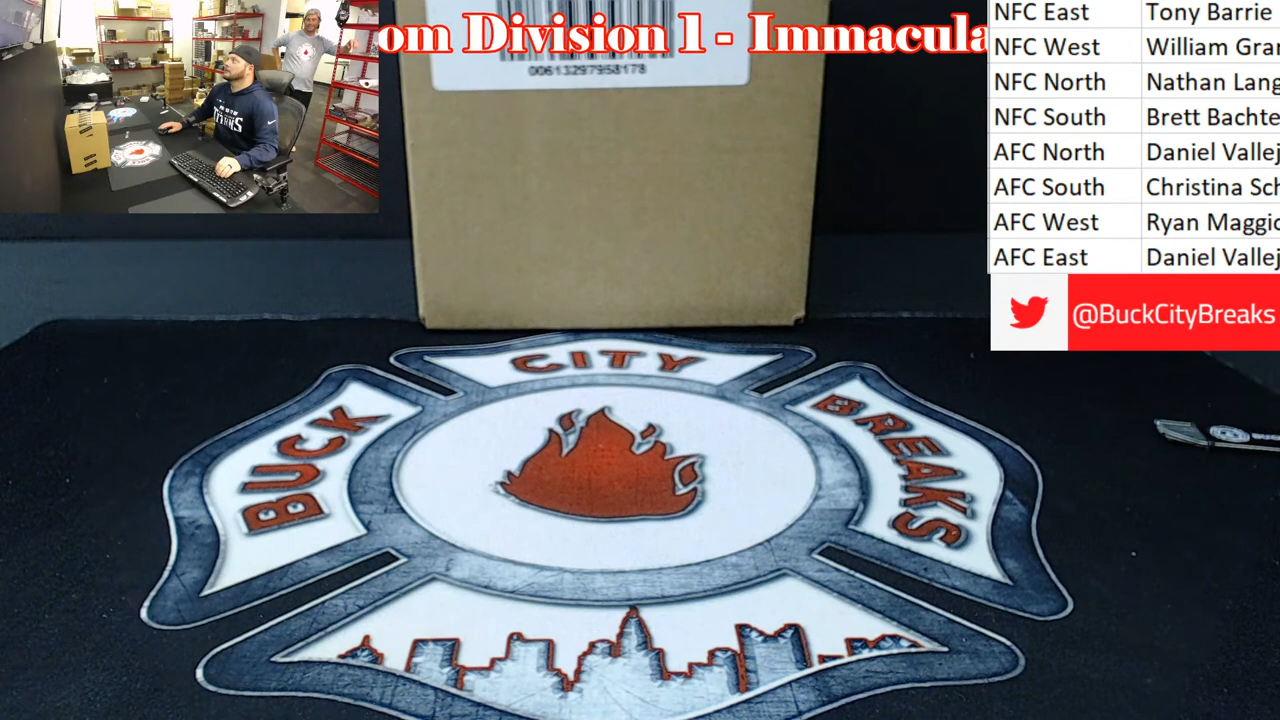 om Division 1 - Immacula
00613297958178
NFC East Tony Barrie
NFC West William Gra
NFC North Nathan Lang
NFC South Brett Bachte
AFC North Daniel Vallej
AFC South Christina Sch
AFC West Ryan Maggio
AFC East Daniel Vallej
@BuckCityBreaks
CITY
BUCK
BREAKS
TITANS